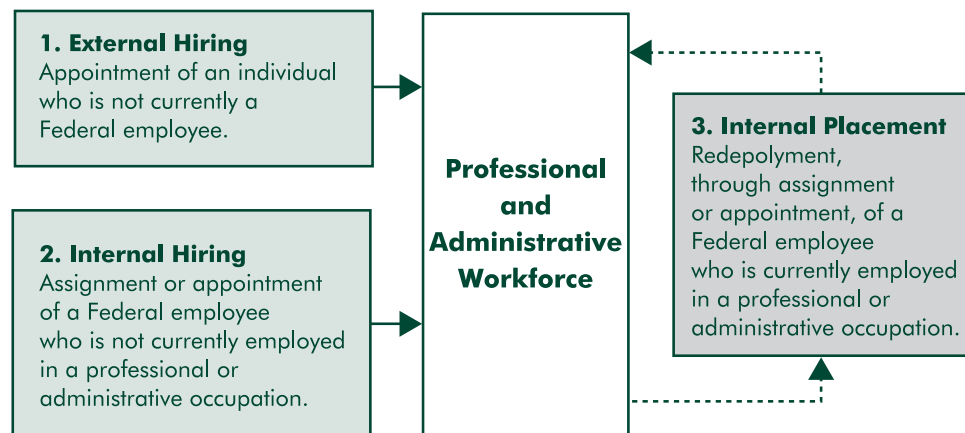 1. External Hiring
Appointment of an individual
who is not currently a
Federal employee.
2. Internal Hiring
Assignment or appointment
of a Federal employee
who is not currently employed
in a professional or
administrative occupation.
Professional
and
Administrative
Workforce
3. Internal Placement
Redepolyment,
through assignment
or appointment, of a
Federal employee
who is currently employed
in a professional or
administrative occupation.